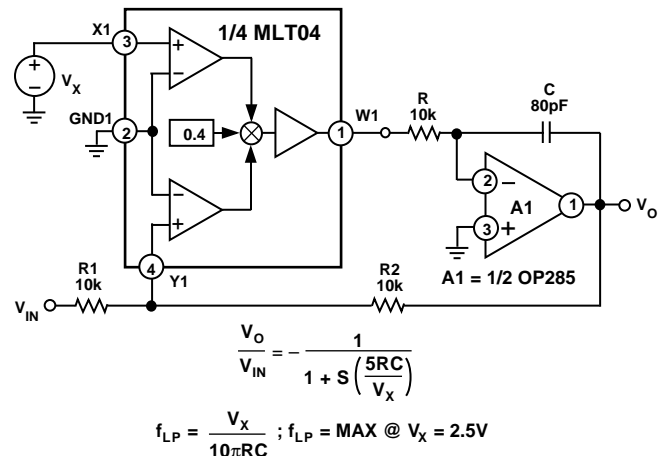 1/4 MLT04
X1
3
+
−
+
−
V_X
GND1
2
0.4
W1
1
R
10k
C
80pF
2
−
A1
1
V_O
3
+
−
+
4
Y1
A1 = 1/2 OP285
R1
10k
R2
10k
V_IN
V_O / V_IN = − 1 / (1 + S (5RC / V_X))
f_LP = V_X / 10πRC ; f_LP = MAX @ V_X = 2.5V